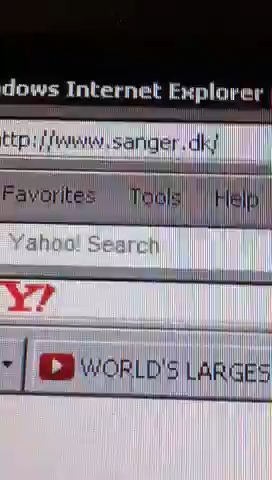 dows Internet Explorer
ttp://www.sanger.dk/
Favorites Tools Help
Yahoo! Search
Y!
WORLD'S LARGES